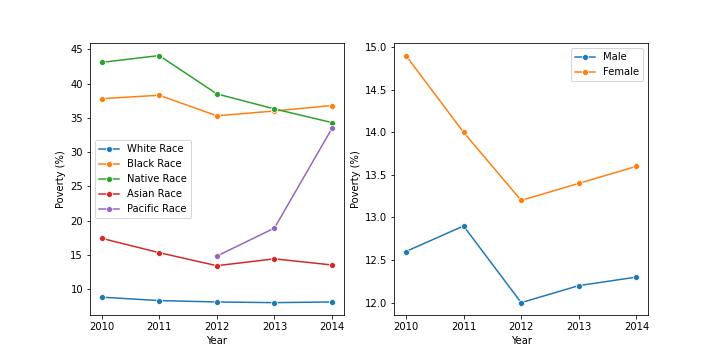 45
40
35
30
25
20
15
10
Poverty (%)
White Race
Black Race
Native Race
Asian Race
Pacific Race
2010 2011 2012 2013 2014
Year
15.0
14.5
14.0
13.5
13.0
12.5
12.0
Poverty (%)
Male
Female
2010 2011 2012 2013 2014
Year